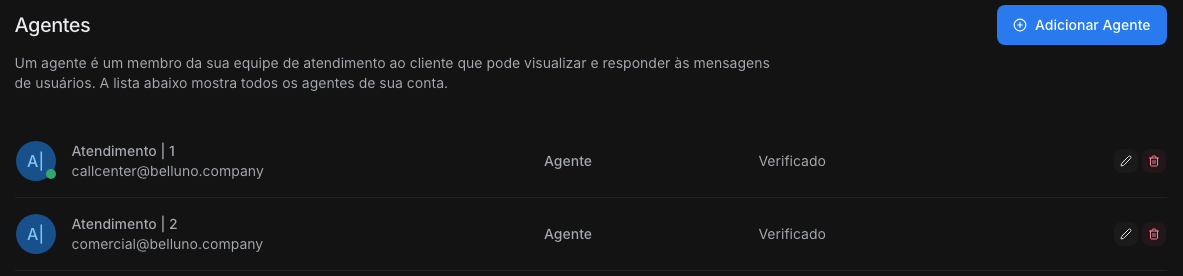 Agentes
Adicionar Agente
Um agente é um membro da sua equipe de atendimento ao cliente que pode visualizar e responder às mensagens
de usuários. A lista abaixo mostra todos os agentes de sua conta.
A|
Atendimento | 1
callcenter@belluno.company
Agente
Verificado
A|
Atendimento | 2
comercial@belluno.company
Agente
Verificado